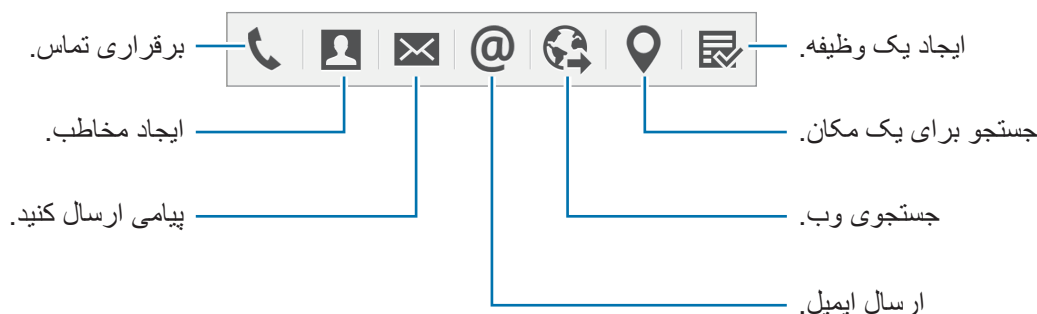 ایجاد یک وظیفه.
برقراری تماس.
جستجو برای یک مکان.
ایجاد مخاطب.
جستجوی وب.
پیامی ارسال کنید.
ارسال ایمیل.
@